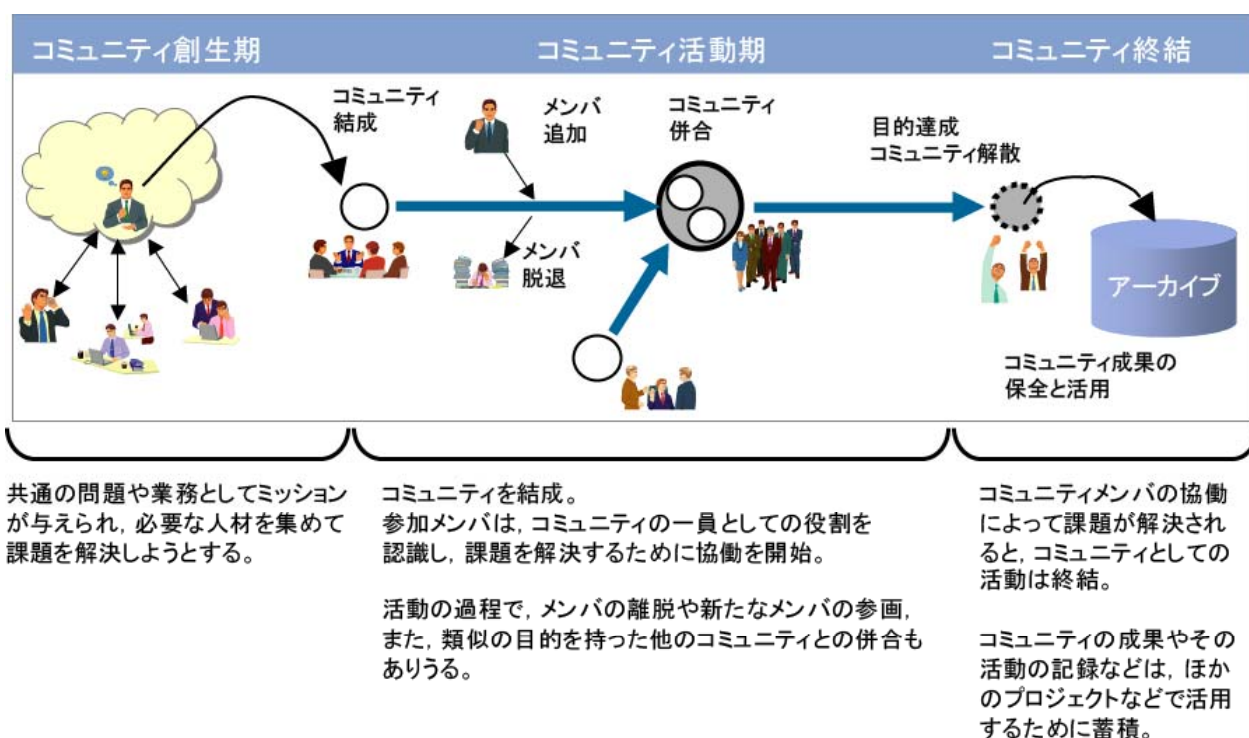 コミュニティ創生期
コミュニティ活動期
コミュニティ終結
コミュニティ
結成
メンバ
追加
コミュニティ
併合
目的達成
コミュニティ解散
メンバ
脱退
アーカイブ
コミュニティ成果の
保全と活用
共通の問題や業務としてミッション
が与えられ，必要な人材を集めて
課題を解決しようとする。
コミュニティを結成。
参加メンバは，コミュニティの一員としての役割を
認識し，課題を解決するために協働を開始。
活動の過程で，メンバの離脱や新たなメンバの参画，
また，類似の目的を持った他のコミュニティとの併合も
ありうる。
コミュニティメンバの協働
によって課題が解決され
ると，コミュニティとしての
活動は終結。
コミュニティの成果やその
活動の記録などは，ほか
のプロジェクトなどで活用
するために蓄積。